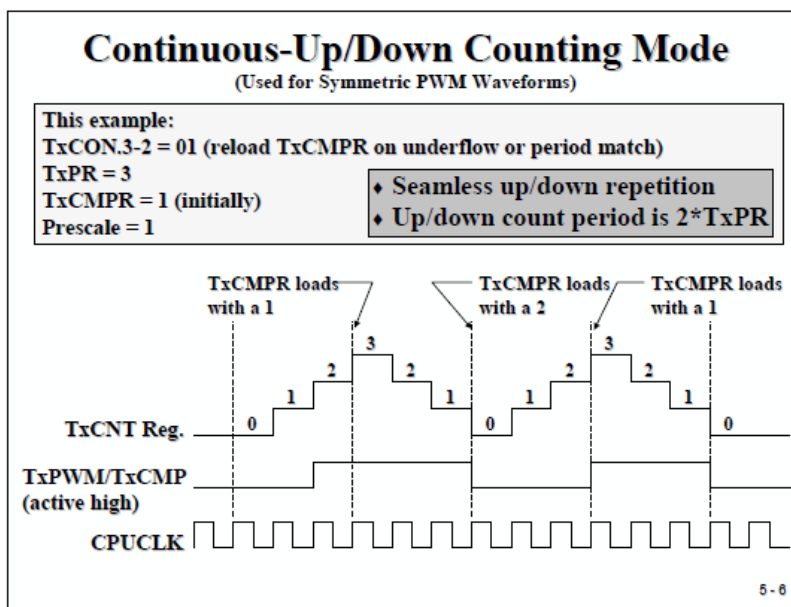 Continuous-Up/Down Counting Mode
(Used for Symmetric PWM Waveforms)
This example:
TxCON.3-2 = 01 (reload TxCMPR on underflow or period match)
TxPR = 3
TxCMPR = 1 (initially)
Prescale = 1
♦ Seamless up/down repetition
♦ Up/down count period is 2*TxPR
TxCMPR loads
with a 1
TxCMPR loads
with a 2
TxCMPR loads
with a 1
0 1 2 3 2 1 0 1 2 3 2 1 0
TxCNT Reg.
TxPWM/TxCMP
(active high)
CPUCLK
5 - 6